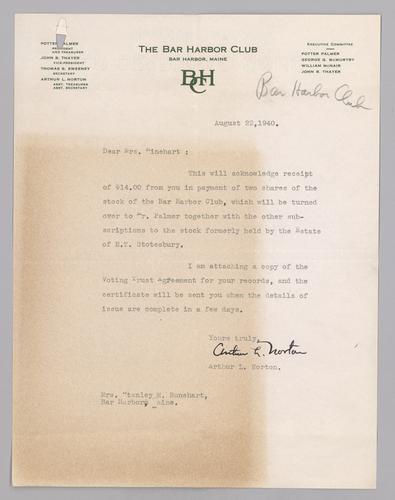 POTTER PALMER
PRESIDENT
AND TREASURER
JOHN B. THAYER
VICE-PRESIDENT
THOMAS B. SWEENEY
SECRETARY
ARTHUR L. NORTON
ASST. TREASURER
ASST. SECRETARY
THE BAR HARBOR CLUB
BAR HARBOR, MAINE
BCH
EXECUTIVE COMMITTEE
POTTER PALMER
GEORGE G. McMURTRY
WILLIAM McNAIR
JOHN B. THAYER
Bar Harbor Club
August 22,1940.
Dear Mrs. "inehart :
This will acknowledge receipt
of $14.00 from you in payment of two shares of the
stock of the Bar Harbor Club, which will be turned
over to "r. Palmer together with the other sub-
scriptions to the stock formerly held by the Estate
of E.T. Stotesbury.
I am attaching a copy of the
Voting Trust Agreement for your records, and the
certificate will be sent you when the details of
issue are complete in a few days.
Yours truly,
Arthur L. Norton
Arthur L. Norton.
Mrs. "tanley M. Runehart,
Bar Harbor, _aine.